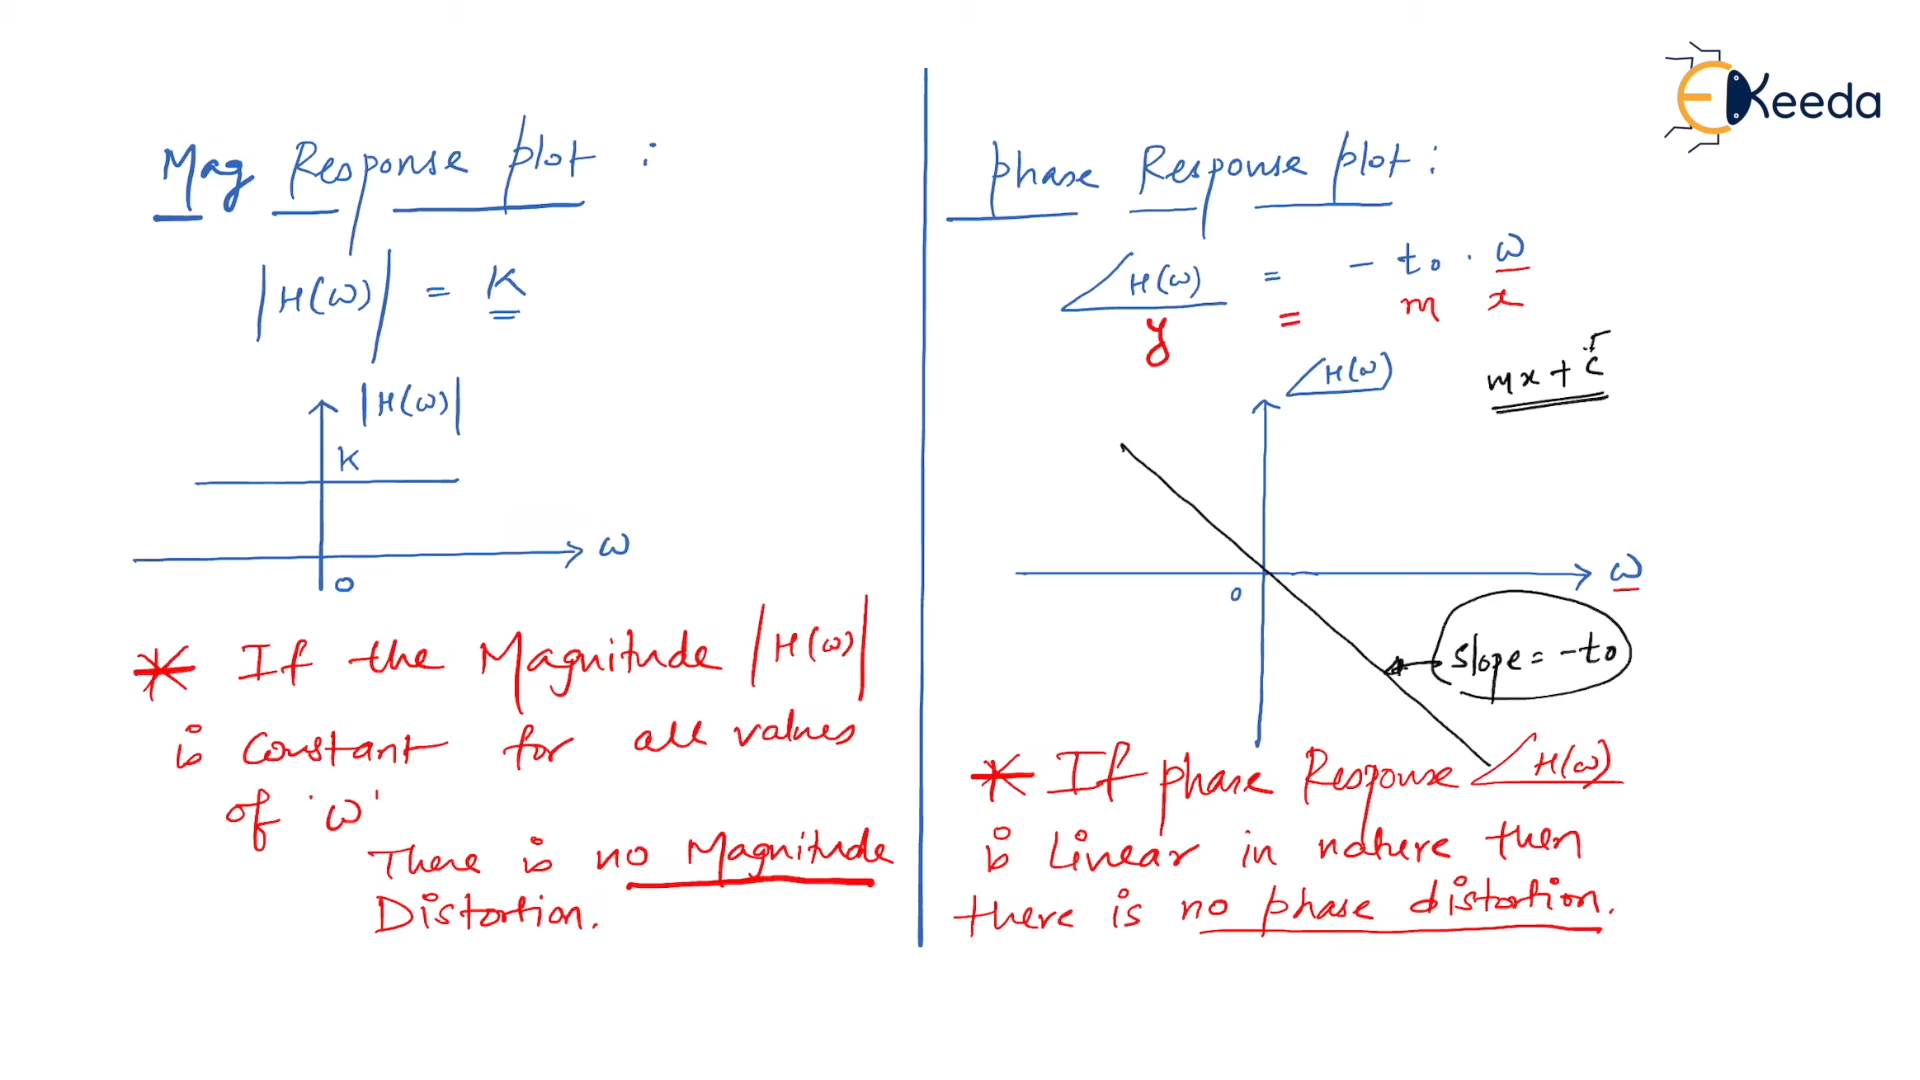 Mag Response plot :
|H(ω)| = K
|H(ω)|
K
ω
0
* If the Magnitude |H(ω)|
is constant for all values
of 'ω'
There is no Magnitude
Distortion.
EKeeda
phase Response plot :
∠H(ω) = - t₀ . ω
y = m x
mx + c
∠H(ω)
ω
0
slope = -t₀
* If phase Response ∠H(ω)
is Linear in nature then
there is no phase distortion.